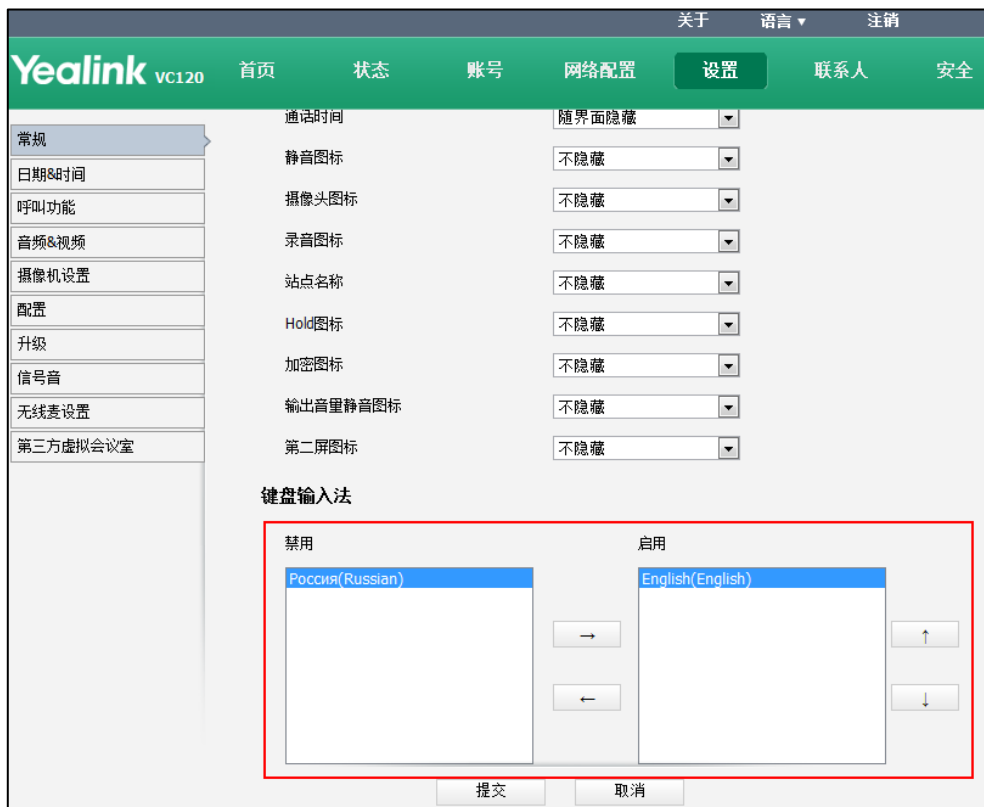 关于 语言▼ 注销
Yealink VC120 首页 状态 账号 网络配置 设置 联系人 安全
常规
日期&时间
呼叫功能
音频&视频
摄像机设置
配置
升级
信号音
无线麦设置
第三方虚拟会议室
通话时间 随界面隐藏
静音图标 不隐藏
摄像头图标 不隐藏
录音图标 不隐藏
站点名称 不隐藏
Hold图标 不隐藏
加密图标 不隐藏
输出音量静音图标 不隐藏
第二屏图标 不隐藏
键盘输入法
禁用 启用
Россия(Russian) English(English)
→ ↑
← ↓
提交 取消